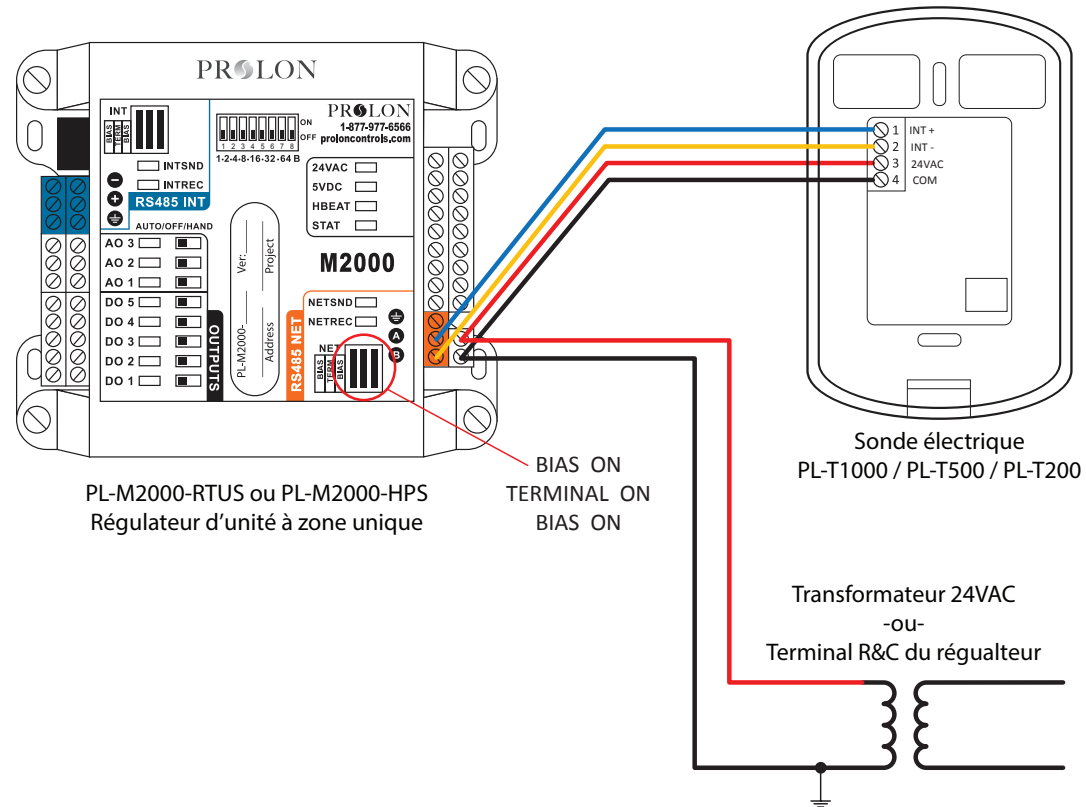 PROLON
INT
BIAS
TERM
BIAS
INTSND
INTREC
RS485 INT
ON
OFF
1 2 3 4 5 6 7 8
1-2-4-8-16-32-64 B
PROLON
1-877-977-6566
proloncontrols.com
24VAC
5VDC
HBEAT
STAT
AUTO/OFF/HAND
AO 3
AO 2
AO 1
DO 5
DO 4
DO 3
DO 2
DO 1
OUTPUTS
Ver:
Project
PL-M2000-
Address
M2000
NETSND
NETREC
A
B
NET
BIAS
TERM
BIAS
RS485 NET
BIAS ON
TERMINAL ON
BIAS ON
PL-M2000-RTUS ou PL-M2000-HPS
Régulateur d’unité à zone unique
1 INT +
2 INT -
3 24VAC
4 COM
Sonde électrique
PL-T1000 / PL-T500 / PL-T200
Transformateur 24VAC
-ou-
Terminal R&C du régualteur